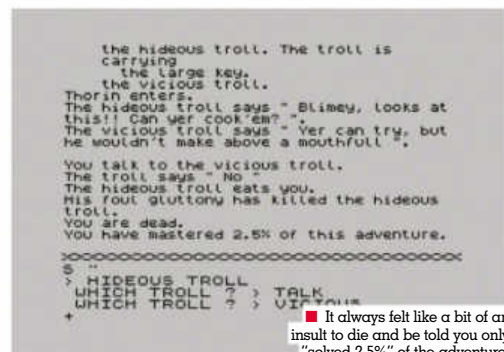 the hideous troll. The troll is
carrying
the large key.
the vicious troll.
Thorin enters.
The hideous troll says " Blimey, looks at
this!! Can yer cook'em? ".
The vicious troll says " Yer can try, but
he wouldn't make above a mouthfull ".
You talk to the vicious troll.
The troll says " No "
The hideous troll eats you.
His foul gluttony has killed the hideous
troll.
You are dead.
You have mastered 2.5% of this adventure.
S "
> HIDEOUS TROLL
WHICH TROLL ? > TALK
WHICH TROLL ? > VICIOUS
+
It always felt like a bit of an
insult to die and be told you only
"solved 2.5%" of the adventure